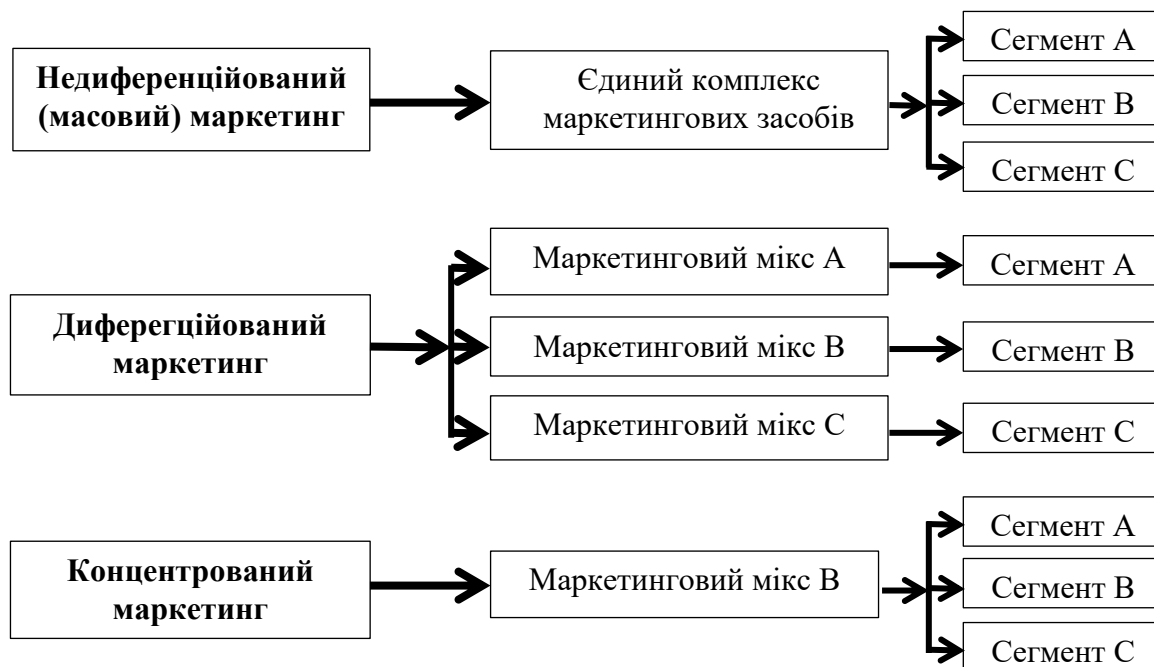 Недиференційований
(масовий) маркетинг
Єдиний комплекс
маркетингових засобів
Сегмент А
Сегмент В
Сегмент С
Диферегційований
маркетинг
Маркетинговий мікс А
Сегмент А
Маркетинговий мікс В
Сегмент В
Маркетинговий мікс С
Сегмент С
Концентрований
маркетинг
Маркетинговий мікс В
Сегмент А
Сегмент В
Сегмент С